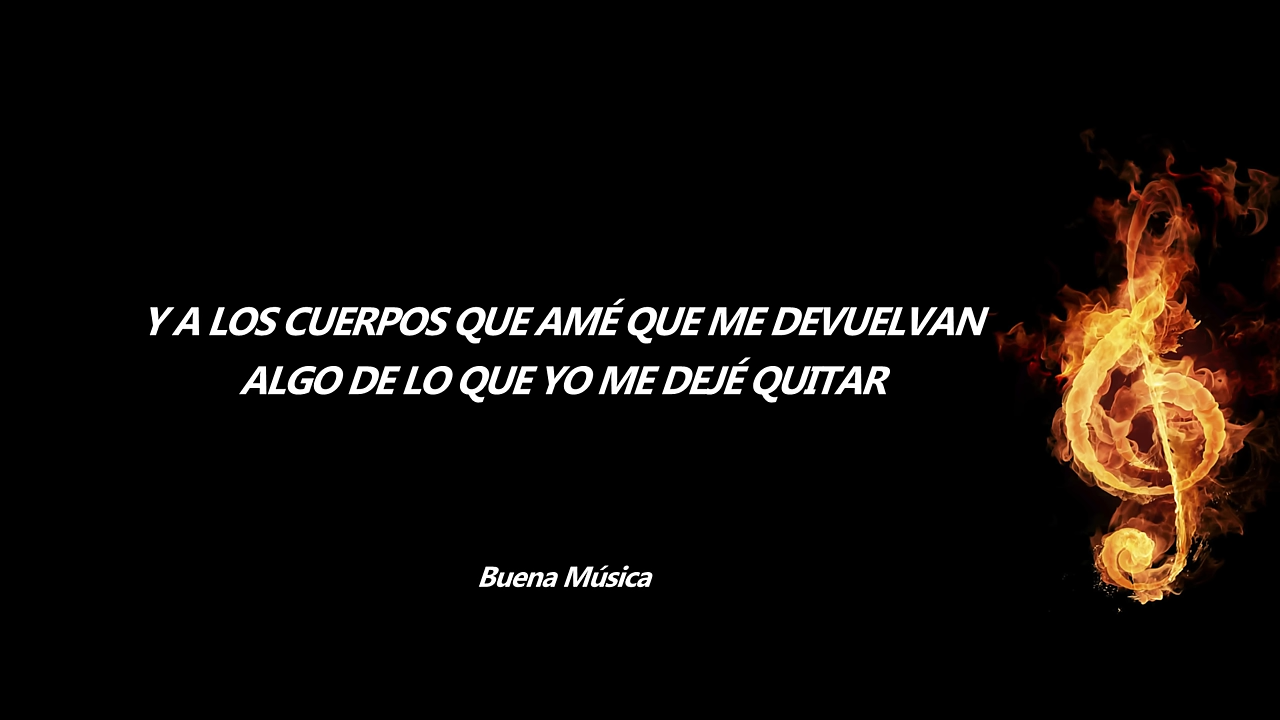 Y A LOS CUERPOS QUE AMÉ QUE ME DEVUELVAN
ALGO DE LO QUE YO ME DEJÉ QUITAR
Buena Música